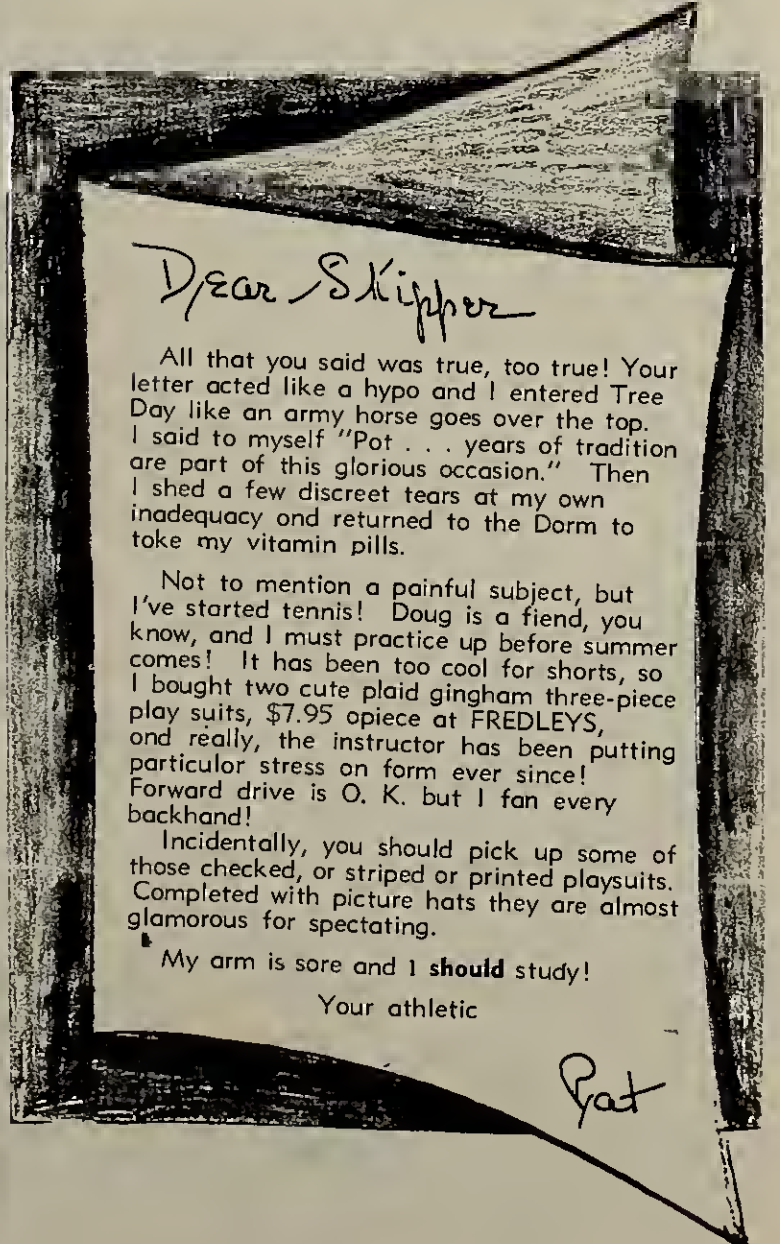 Dear Skipper
All that you said was true, too true! Your
letter acted like a hypo and I entered Tree
Day like an army horse goes over the top.
I said to myself "Pat . . . years of tradition
are part of this glorious occasion." Then
I shed a few discreet tears at my own
inadequacy and returned to the Dorm to
take my vitamin pills.
Not to mention a painful subject, but
I've started tennis! Doug is a fiend, you
know, and I must practice up before summer
comes! It has been too cool for shorts, so
I bought two cute plaid gingham three-piece
play suits, $7.95 apiece at FREDLEYS,
and really, the instructor has been putting
particular stress on form ever since!
Forward drive is O. K. but I fan every
backhand!
Incidentally, you should pick up some of
those checked, or striped or printed playsuits.
Completed with picture hats they are almost
glamorous for spectating.
My arm is sore and I should study!
Your athletic
Pat